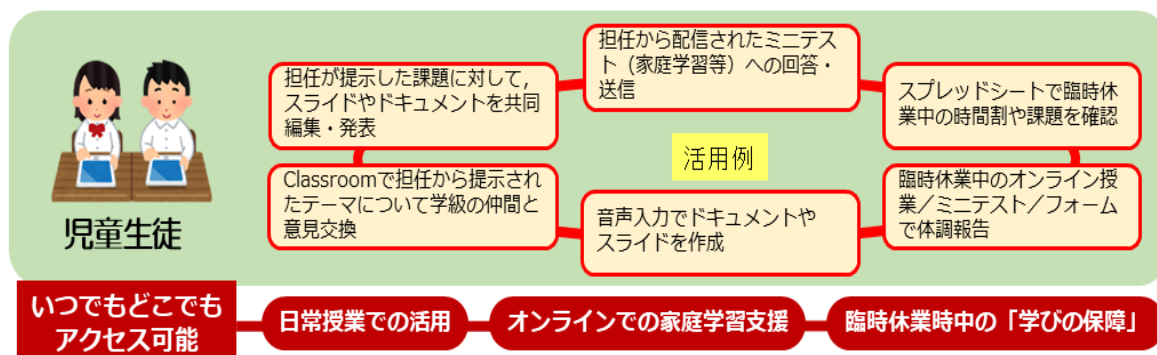 担任が提示した課題に対して,
スライドやドキュメントを共同
編集・発表
担任から配信されたミニテス
ト（家庭学習等）への回答・
送信
スプレッドシートで臨時休
業中の時間割や課題を確認
活用例
Classroomで担任から提示され
たテーマについて学級の仲間と
意見交換
音声入力でドキュメントや
スライドを作成
臨時休業中のオンライン授
業／ミニテスト／フォーム
で体調報告
児童生徒
いつでもどこでも
アクセス可能
日常授業での活用
オンラインでの家庭学習支援
臨時休業時中の「学びの保障」